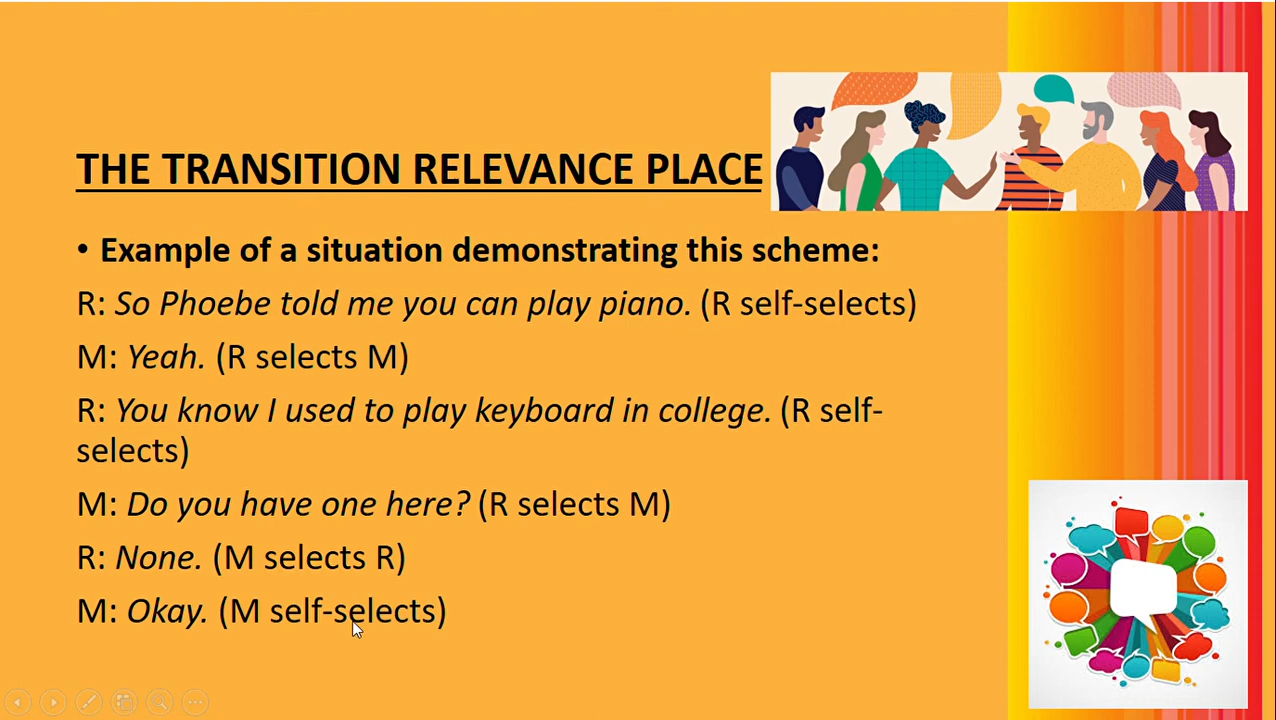 THE TRANSITION RELEVANCE PLACE
• Example of a situation demonstrating this scheme:
R: So Phoebe told me you can play piano. (R self-selects)
M: Yeah. (R selects M)
R: You know I used to play keyboard in college. (R self-
selects)
M: Do you have one here? (R selects M)
R: None. (M selects R)
M: Okay. (M self-selects)